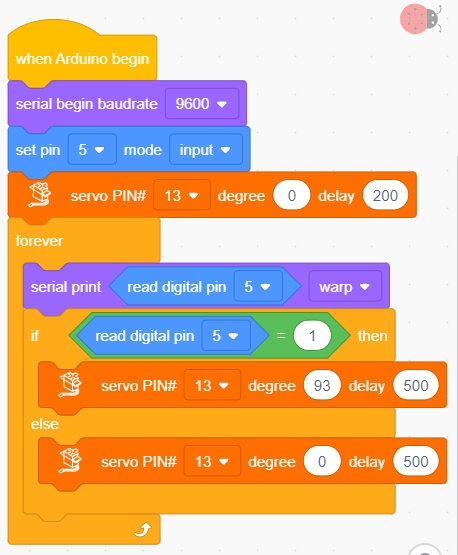 when Arduino begin
serial begin baudrate 9600
set pin 5 mode input
servo PIN# 13 degree 0 delay 200
forever
serial print read digital pin 5 warp
if read digital pin 5 = 1 then
servo PIN# 13 degree 93 delay 500
else
servo PIN# 13 degree 0 delay 500